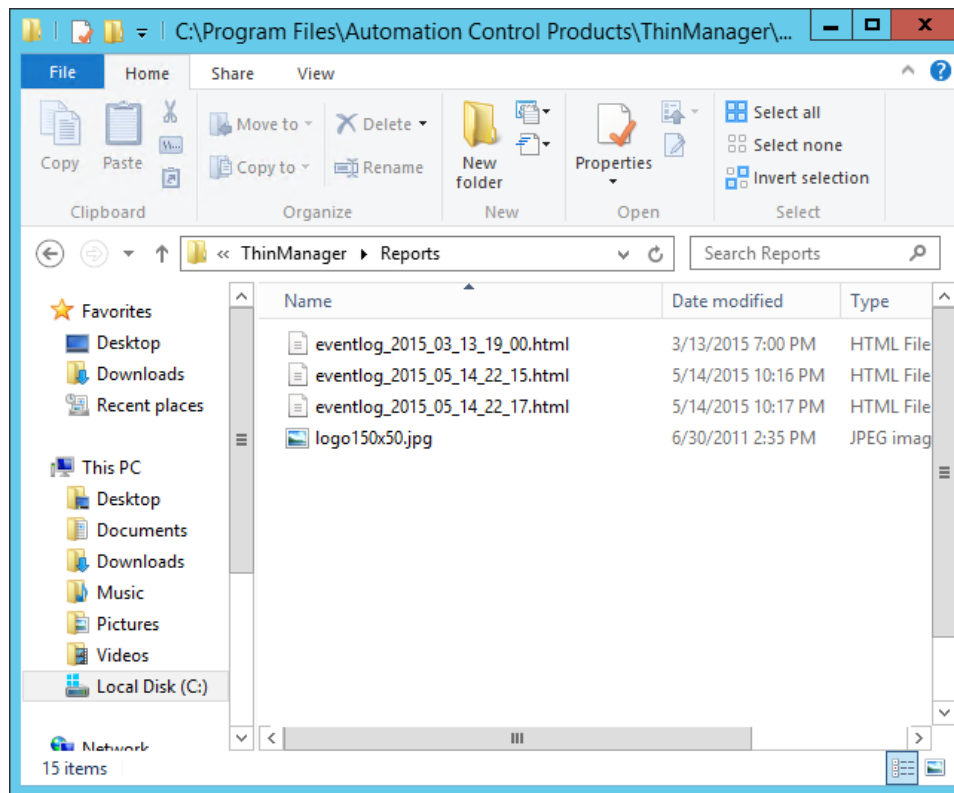 C:\Program Files\Automation Control Products\ThinManager\...
File Home Share View
Copy
Paste
W...
Move to
Copy to
Delete
Rename
New folder
Properties
Select all
Select none
Invert selection
Clipboard Organize New Open Select
« ThinManager Reports
Search Reports
Favorites
Desktop
Downloads
Recent places
This PC
Desktop
Documents
Downloads
Music
Pictures
Videos
Local Disk (C:)
Network
Name Date modified Type
eventlog_2015_03_13_19_00.html 3/13/2015 7:00 PM HTML File
eventlog_2015_05_14_22_15.html 5/14/2015 10:16 PM HTML File
eventlog_2015_05_14_22_17.html 5/14/2015 10:17 PM HTML File
logo150x50.jpg 6/30/2011 2:35 PM JPEG imag
15 items